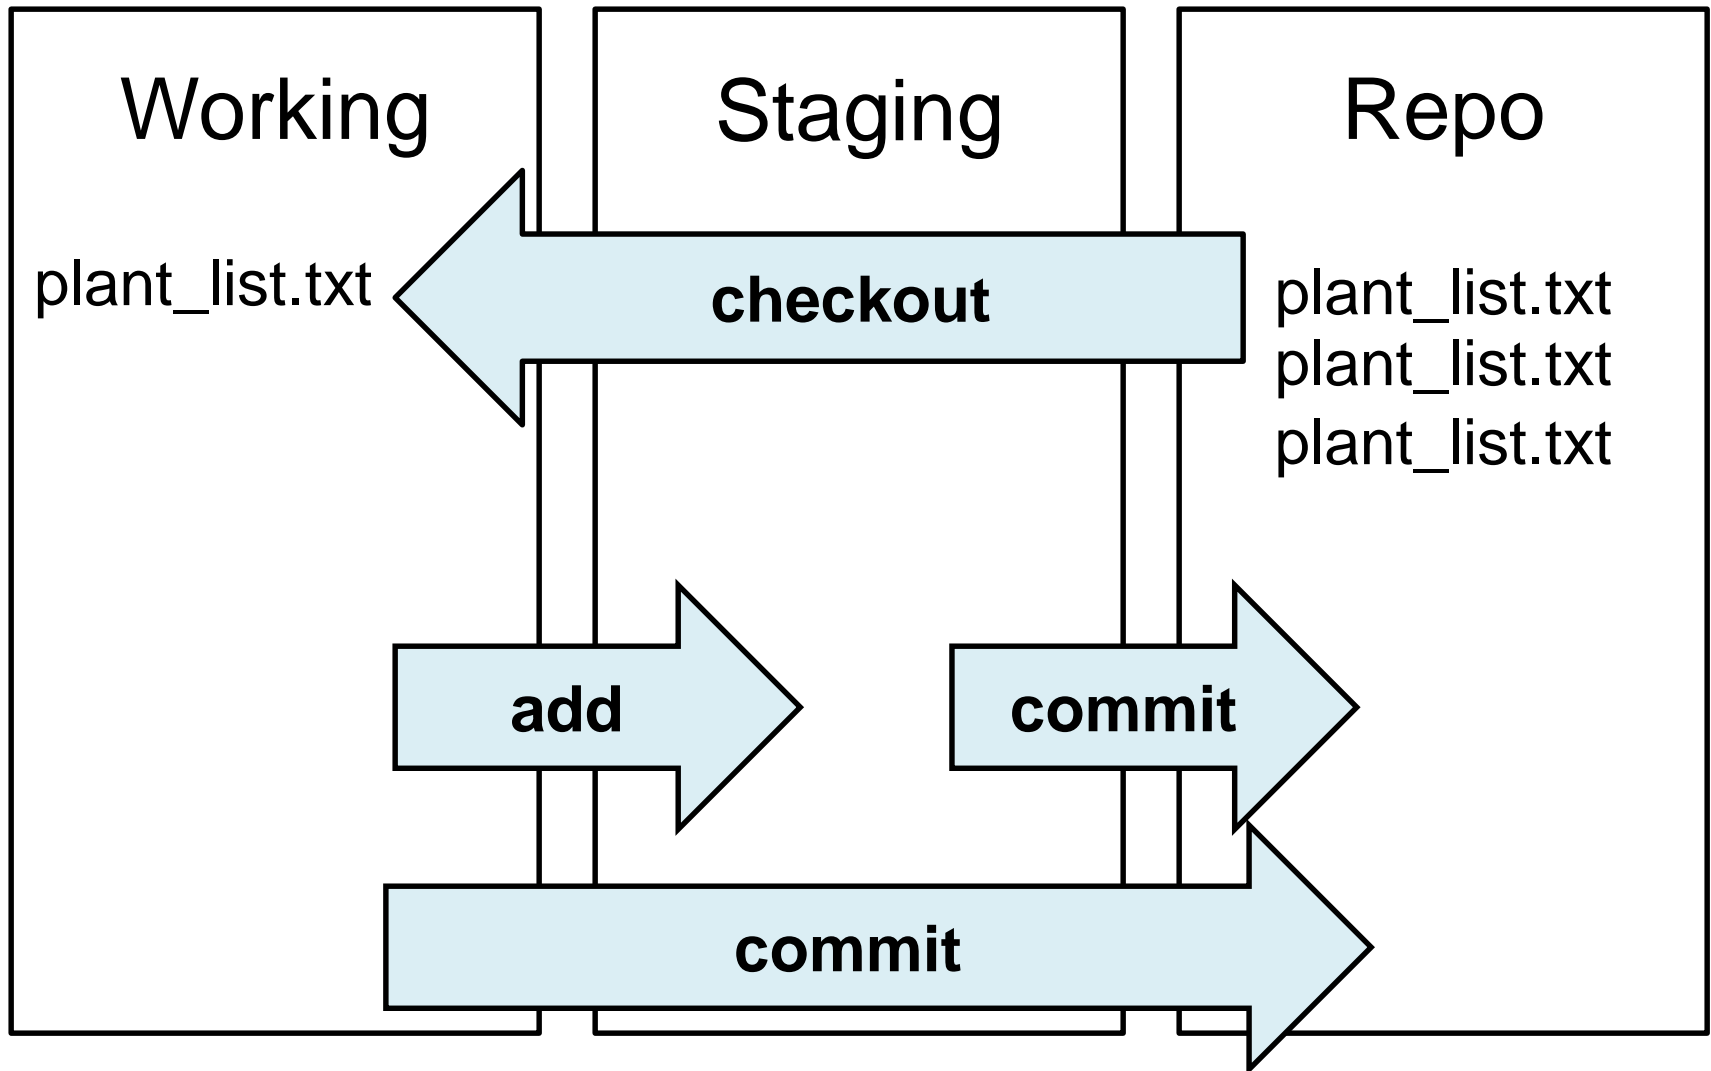 Working
Staging
Repo
plant_list.txt
checkout
plant_list.txt
plant_list.txt
plant_list.txt
add
commit
commit